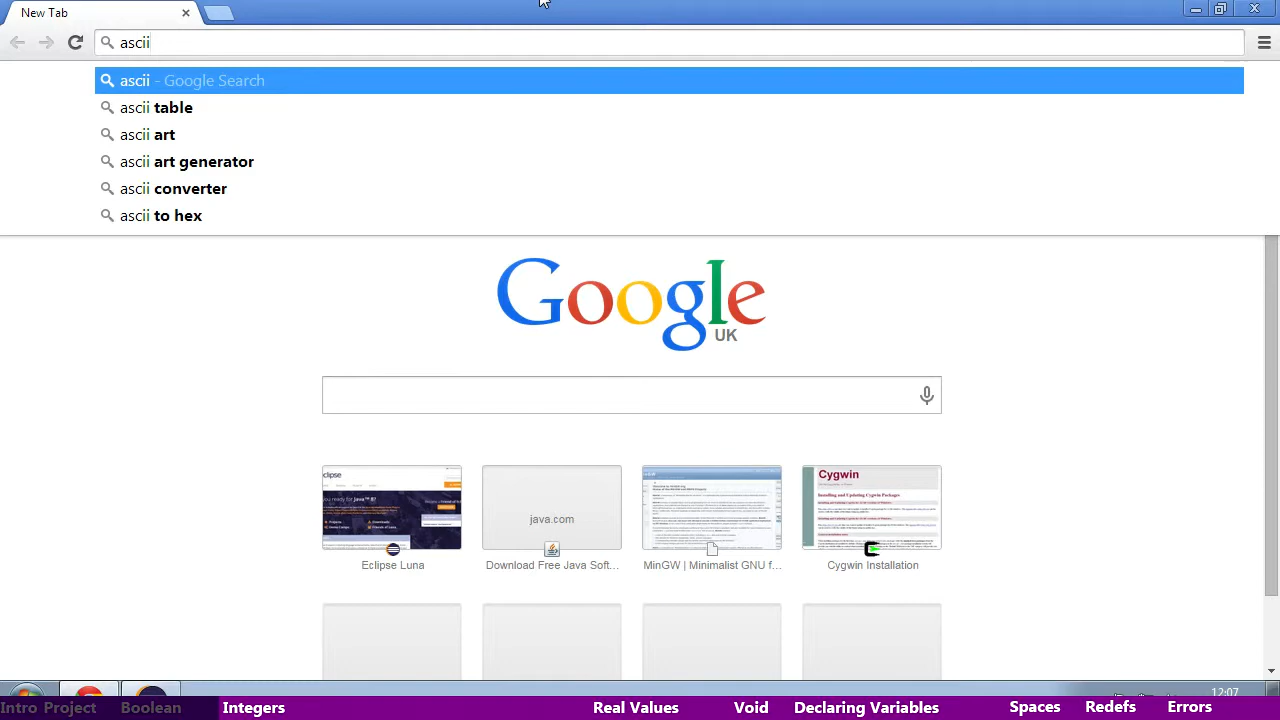 New Tab
ascii
ascii - Google Search
ascii table
ascii art
ascii art generator
ascii converter
ascii to hex
Google
UK
java.com
Cygwin
Eclipse Luna
Download Free Java Soft...
MinGW | Minimalist GNU f...
Cygwin Installation
12:07
Intro Project Boolean Integers Real Values Void Declaring Variables Spaces Redefs Errors